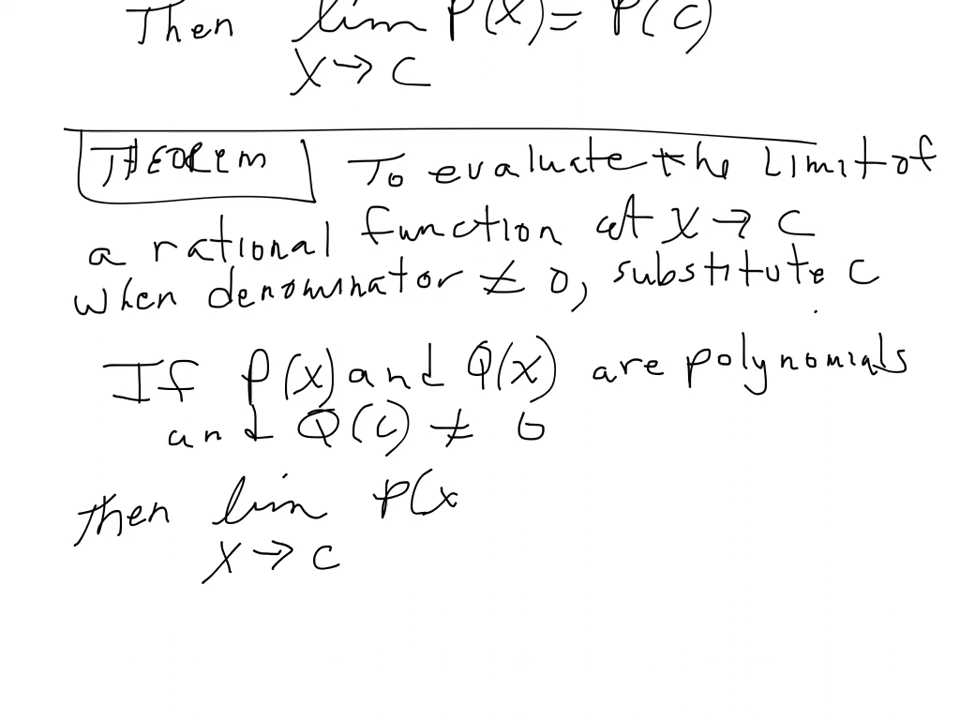 Then lim P(x) = P(c)
x → c
THEOREM To evaluate the Limit of
a rational function at x → c
when denominator ≠ 0, substitute c
If P(x) and Q(x) are polynomials
and Q(c) ≠ 0
then lim P(x
x → c